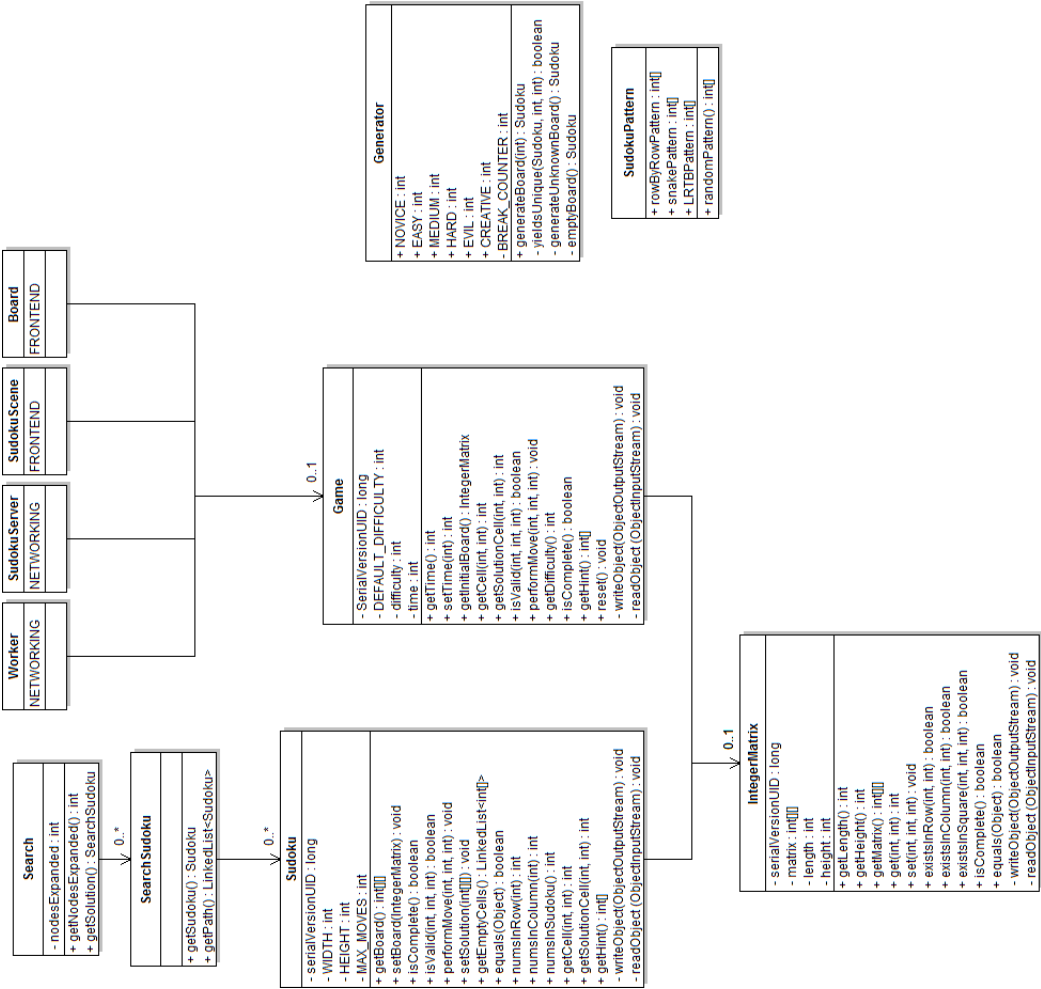 Search
- nodesExpanded : int
+ getNodesExpanded() : int
+ getSolution() : SearchSudoku
0..*
SearchSudoku
+ getSudoku() : Sudoku
+ getPath() : LinkedList<Sudoku>
0..*
Sudoku
- serialVersionUID : long
- WIDTH : int
- HEIGHT : int
- MAX_MOVES : int
+ getBoard() : int[][]
+ setBoard(IntegerMatrix) : void
+ isComplete() : boolean
+ isValid(int, int, int) : boolean
+ performMove(int, int, int) : void
+ setSolution(int[][]) : void
+ getEmptyCells() : LinkedList<int[]>
+ equals(Object) : boolean
+ numsInRow(int) : int
+ numsInColumn(int) : int
+ numsInSudoku() : int
+ getCell(int, int) : int
+ getSolutionCell(int, int) : int
+ getHint() : int[]
- writeObject(ObjectOutputStream) : void
- readObject (ObjectInputStream) : void
Worker
NETWORKING
SudokuServer
NETWORKING
SudokuScene
FRONTEND
Board
FRONTEND
0..1
Game
- SerialVersionUID : long
- DEFAULT_DIFFICULTY : int
- difficulty : int
- time : int
+ getTime() : int
+ setTime(int) : int
+ getInitialBoard() : IntegerMatrix
+ getCell(int, int) : int
+ getSolutionCell(int, int) : int
+ isValid(int, int, int) : boolean
+ performMove(int, int, int) : void
+ getDifficulty() : int
+ isComplete() : boolean
+ getHint() : int[]
+ reset() : void
- writeObject(ObjectOutputStream) : void
- readObject (ObjectInputStream) : void
0..1
IntegerMatrix
- serialVersionUID : long
- matrix : int[][]
- length : int
- height : int
+ getLength() : int
+ getHeight() : int
+ getMatrix() : int[][]
+ get(int, int) : int
+ set(int, int, int) : void
+ existsInRow(int, int) : boolean
+ existsInColumn(int, int) : boolean
+ existsInSquare(int, int, int) : boolean
+ isComplete() : boolean
+ equals(Object) : boolean
- writeObject(ObjectOutputStream) : void
- readObject (ObjectInputStream) : void
Generator
+ NOVICE : int
+ EASY : int
+ MEDIUM : int
+ HARD : int
+ EVIL : int
+ CREATIVE : int
- BREAK_COUNTER : int
+ generateBoard(int) : Sudoku
- yieldsUnique(Sudoku, int, int) : boolean
- generateUnknownBoard() : Sudoku
- emptyBoard() : Sudoku
SudokuPattern
+ rowByRowPattern : int[]
+ snakePattern : int[]
+ LRTBPattern : int[]
+ randomPattern() : int[]